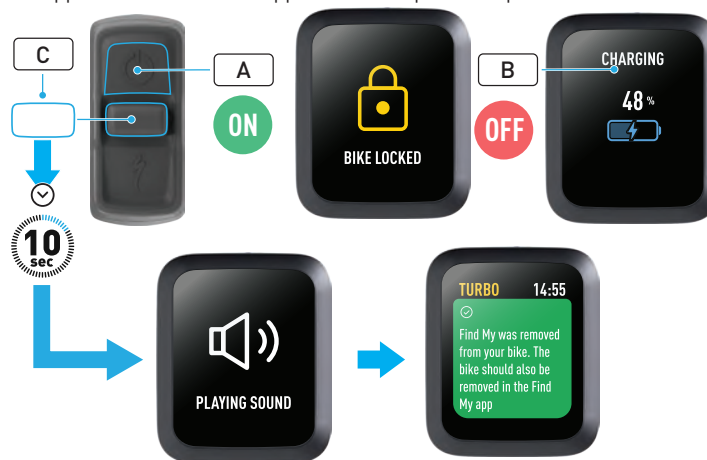 C
A
ON
BIKE LOCKED
B
OFF
CHARGING
48 %
10
sec
PLAYING SOUND
TURBO 14:55
Find My was removed
from your bike. The
bike should also be
removed in the Find
My app